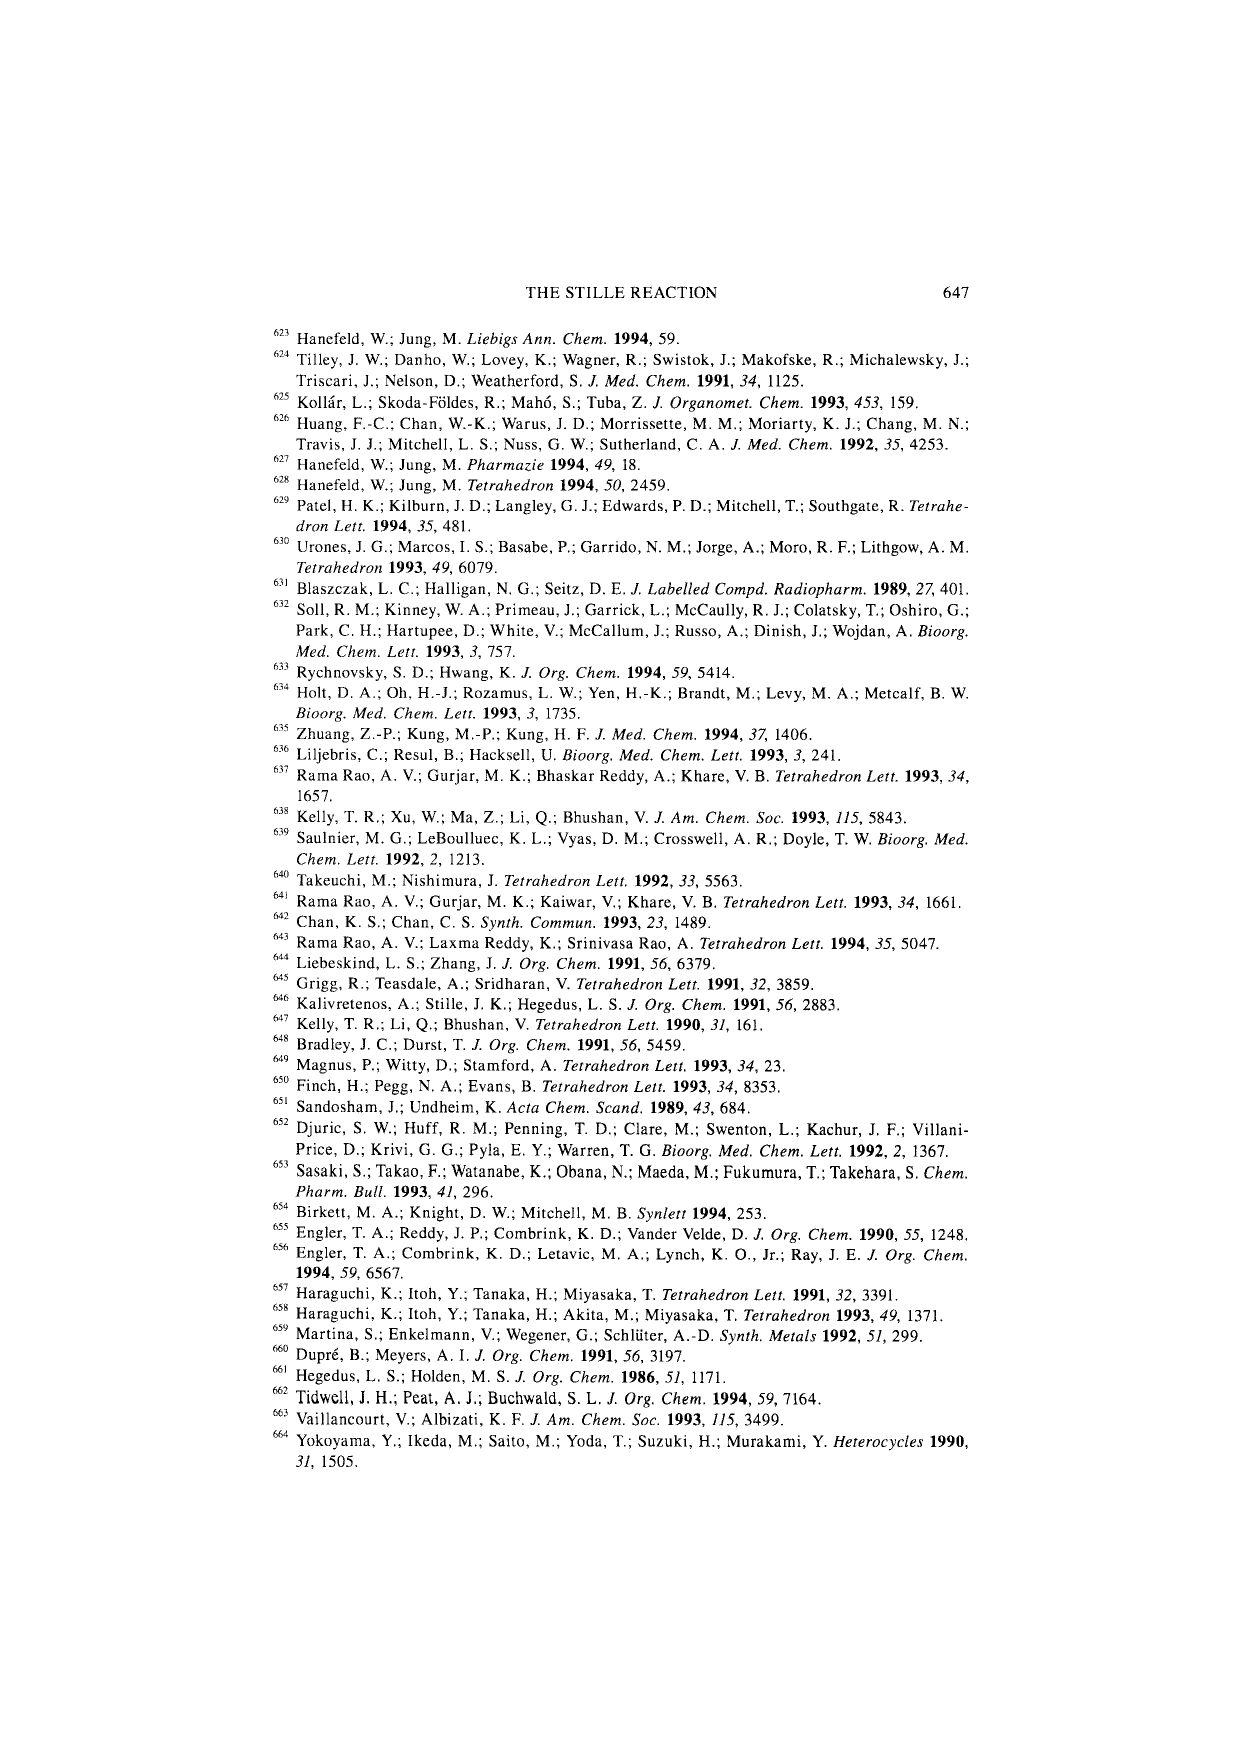 THE STILLE REACTION 647
623 Hanefeld, W.; Jung, M. Liebigs Ann. Chem. 1994, 59.
624 Tilley, J. W.; Danho, W.; Lovey, K.; Wagner, R.; Swistok, J.; Makofske, R.; Michalewsky, J.;
Triscari, J.; Nelson, D.; Weatherford, S. J. Med. Chem. 1991, 34, 1125.
625 Kollár, L.; Skoda-Földes, R.; Mahó, S.; Tuba, Z. J. Organomet. Chem. 1993, 453, 159.
626 Huang, F.-C.; Chan, W.-K.; Warus, J. D.; Morrissette, M. M.; Moriarty, K. J.; Chang, M. N.;
Travis, J. J.; Mitchell, L. S.; Nuss, G. W.; Sutherland, C. A. J. Med. Chem. 1992, 35, 4253.
627 Hanefeld, W.; Jung, M. Pharmazie 1994, 49, 18.
628 Hanefeld, W.; Jung, M. Tetrahedron 1994, 50, 2459.
629 Patel, H. K.; Kilburn, J. D.; Langley, G. J.; Edwards, P. D.; Mitchell, T.; Southgate, R. Tetrahe-
dron Lett. 1994, 35, 481.
630 Urones, J. G.; Marcos, I. S.; Basabe, P.; Garrido, N. M.; Jorge, A.; Moro, R. F.; Lithgow, A. M.
Tetrahedron 1993, 49, 6079.
631 Blaszczak, L. C.; Halligan, N. G.; Seitz, D. E. J. Labelled Compd. Radiopharm. 1989, 27, 401.
632 Soll, R. M.; Kinney, W. A.; Primeau, J.; Garrick, L.; McCaully, R. J.; Colatsky, T.; Oshiro, G.;
Park, C. H.; Hartupee, D.; White, V.; McCallum, J.; Russo, A.; Dinish, J.; Wojdan, A. Bioorg.
Med. Chem. Lett. 1993, 3, 757.
633 Rychnovsky, S. D.; Hwang, K. J. Org. Chem. 1994, 59, 5414.
634 Holt, D. A.; Oh, H.-J.; Rozamus, L. W.; Yen, H.-K.; Brandt, M.; Levy, M. A.; Metcalf, B. W.
Bioorg. Med. Chem. Lett. 1993, 3, 1735.
635 Zhuang, Z.-P.; Kung, M.-P.; Kung, H. F. J. Med. Chem. 1994, 37, 1406.
636 Liljebris, C.; Resul, B.; Hacksell, U. Bioorg. Med. Chem. Lett. 1993, 3, 241.
637 Rama Rao, A. V.; Gurjar, M. K.; Bhaskar Reddy, A.; Khare, V. B. Tetrahedron Lett. 1993, 34,
1657.
638 Kelly, T. R.; Xu, W.; Ma, Z.; Li, Q.; Bhushan, V. J. Am. Chem. Soc. 1993, 115, 5843.
639 Saulnier, M. G.; LeBoulluec, K. L.; Vyas, D. M.; Crosswell, A. R.; Doyle, T. W. Bioorg. Med.
Chem. Lett. 1992, 2, 1213.
640 Takeuchi, M.; Nishimura, J. Tetrahedron Lett. 1992, 33, 5563.
641 Rama Rao, A. V.; Gurjar, M. K.; Kaiwar, V.; Khare, V. B. Tetrahedron Lett. 1993, 34, 1661.
642 Chan, K. S.; Chan, C. S. Synth. Commun. 1993, 23, 1489.
643 Rama Rao, A. V.; Laxma Reddy, K.; Srinivasa Rao, A. Tetrahedron Lett. 1994, 35, 5047.
644 Liebeskind, L. S.; Zhang, J. J. Org. Chem. 1991, 56, 6379.
645 Grigg, R.; Teasdale, A.; Sridharan, V. Tetrahedron Lett. 1991, 32, 3859.
646 Kalivretenos, A.; Stille, J. K.; Hegedus, L. S. J. Org. Chem. 1991, 56, 2883.
647 Kelly, T. R.; Li, Q.; Bhushan, V. Tetrahedron Lett. 1990, 31, 161.
648 Bradley, J. C.; Durst, T. J. Org. Chem. 1991, 56, 5459.
649 Magnus, P.; Witty, D.; Stamford, A. Tetrahedron Lett. 1993, 34, 23.
650 Finch, H.; Pegg, N. A.; Evans, B. Tetrahedron Lett. 1993, 34, 8353.
651 Sandosham, J.; Undheim, K. Acta Chem. Scand. 1989, 43, 684.
652 Djuric, S. W.; Huff, R. M.; Penning, T. D.; Clare, M.; Swenton, L.; Kachur, J. F.; Villani-
Price, D.; Krivi, G. G.; Pyla, E. Y.; Warren, T. G. Bioorg. Med. Chem. Lett. 1992, 2, 1367.
653 Sasaki, S.; Takao, F.; Watanabe, K.; Obana, N.; Maeda, M.; Fukumura, T.; Takehara, S. Chem.
Pharm. Bull. 1993, 41, 296.
654 Birkett, M. A.; Knight, D. W.; Mitchell, M. B. Synlett 1994, 253.
655 Engler, T. A.; Reddy, J. P.; Combrink, K. D.; Vander Velde, D. J. Org. Chem. 1990, 55, 1248.
656 Engler, T. A.; Combrink, K. D.; Letavic, M. A.; Lynch, K. O., Jr.; Ray, J. E. J. Org. Chem.
1994, 59, 6567.
657 Haraguchi, K.; Itoh, Y.; Tanaka, H.; Miyasaka, T. Tetrahedron Lett. 1991, 32, 3391.
658 Haraguchi, K.; Itoh, Y.; Tanaka, H.; Akita, M.; Miyasaka, T. Tetrahedron 1993, 49, 1371.
659 Martina, S.; Enkelmann, V.; Wegener, G.; Schlüter, A.-D. Synth. Metals 1992, 51, 299.
660 Dupré, B.; Meyers, A. I. J. Org. Chem. 1991, 56, 3197.
661 Hegedus, L. S.; Holden, M. S. J. Org. Chem. 1986, 51, 1171.
662 Tidwell, J. H.; Peat, A. J.; Buchwald, S. L. J. Org. Chem. 1994, 59, 7164.
663 Vaillancourt, V.; Albizati, K. F. J. Am. Chem. Soc. 1993, 115, 3499.
664 Yokoyama, Y.; Ikeda, M.; Saito, M.; Yoda, T.; Suzuki, H.; Murakami, Y. Heterocycles 1990,
31, 1505.